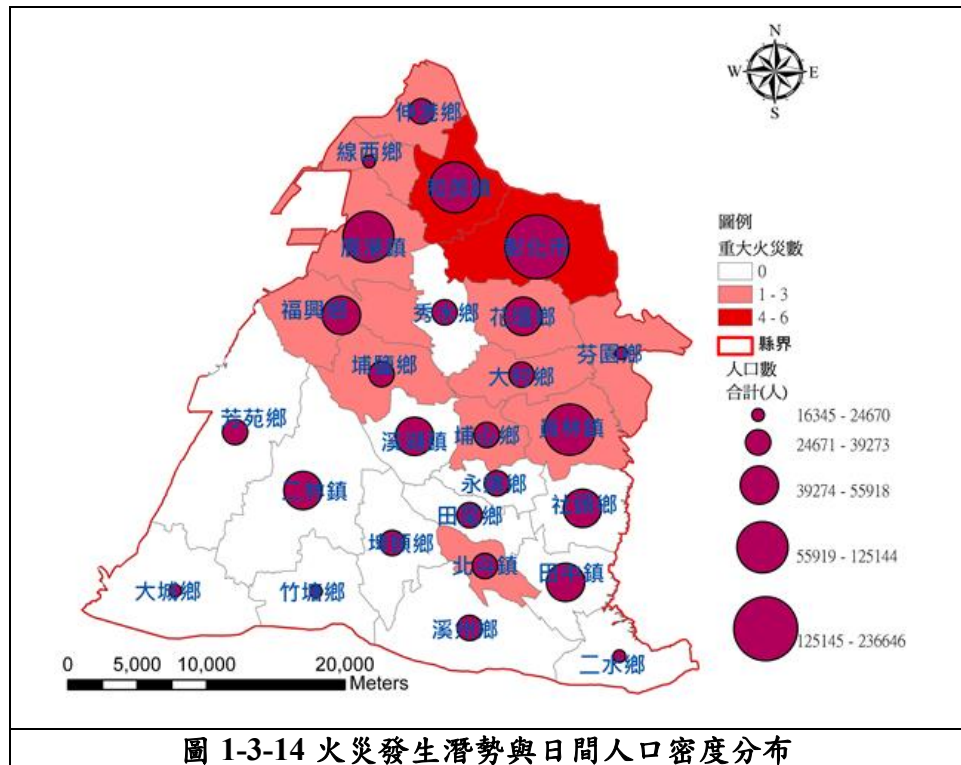 N
W
E
S
伸港鄉
線西鄉
和美鎮
鹿港鎮
彰化市
福興鄉
秀水鄉
花壇鄉
芬園鄉
埔鹽鄉
大村鄉
芳苑鄉
溪湖鎮
埔心鄉
員林鎮
二林鎮
永靖鄉
社頭鄉
田尾鄉
埤頭鄉
北斗鎮
田中鎮
大城鄉
竹塘鄉
溪州鄉
二水鄉
圖例
重大火災數
0
1 - 3
4 - 6
縣界
人口數
合計(人)
16345 - 24670
24671 - 39273
39274 - 55918
55919 - 125144
125145 - 236646
0 5,000 10,000 20,000
Meters
圖 1-3-14 火災發生潛勢與日間人口密度分布